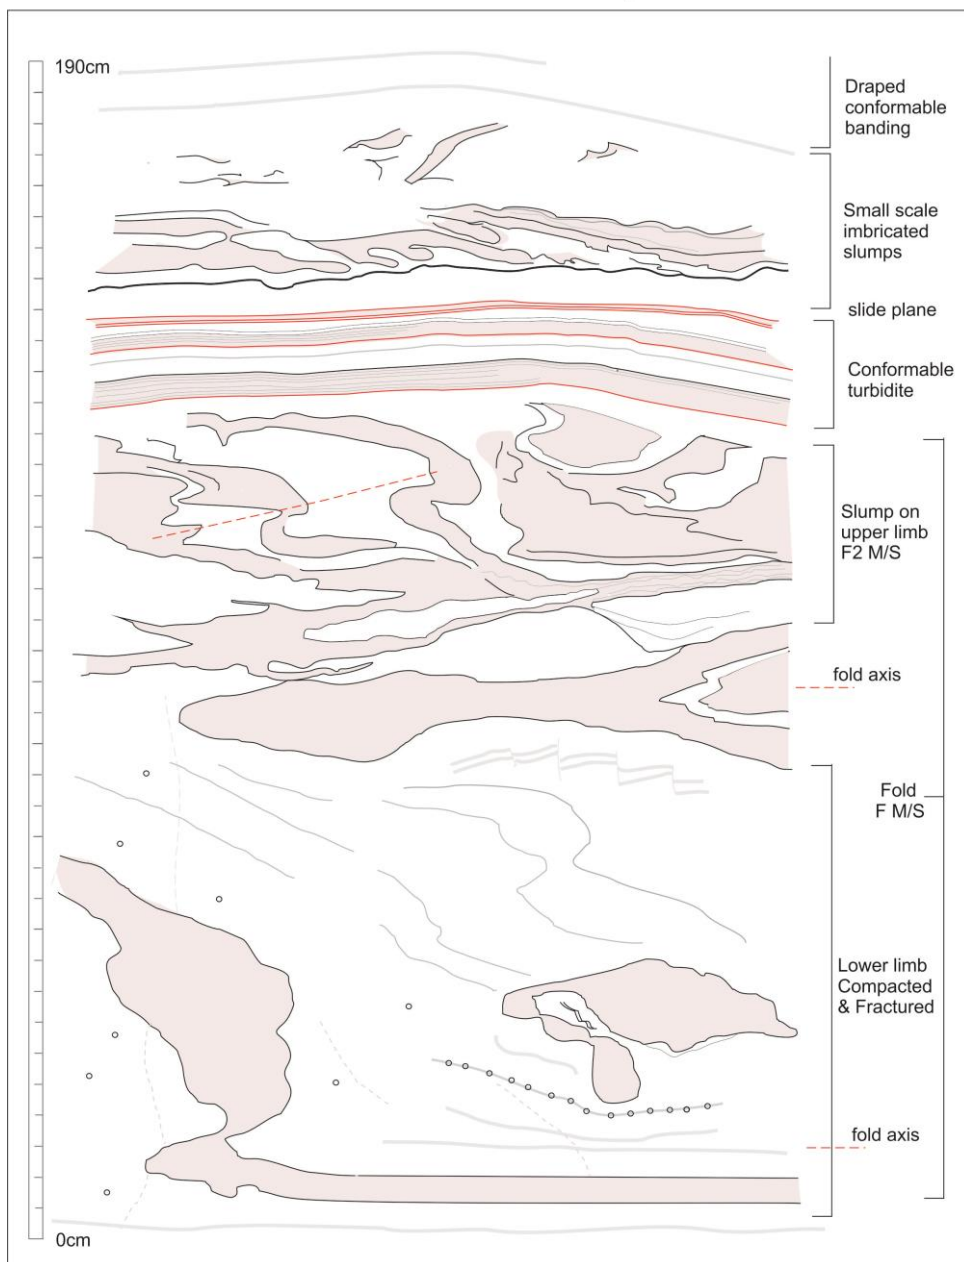 190cm
Draped
conformable
banding
Small scale
imbricated
slumps
slide plane
Conformable
turbidite
Slump on
upper limb
F2 M/S
fold axis
Fold
F M/S
Lower limb
Compacted
& Fractured
fold axis
0cm